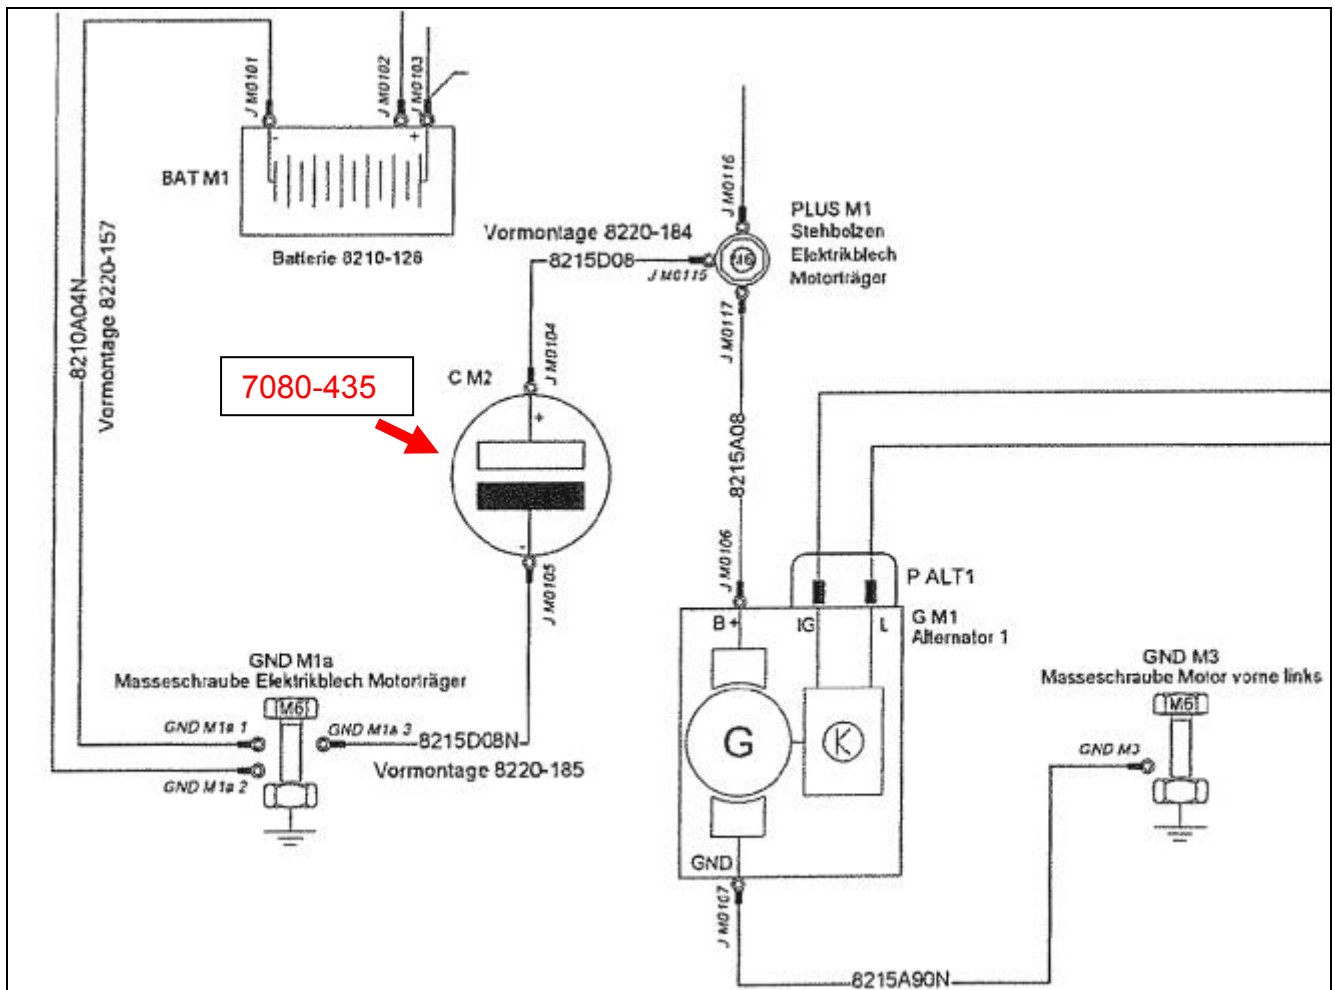 J M0101
J M0102
J M0103
-
+
BAT M1
Batterie 8210-128
8210A04N
Vormontage 8220-157
Vormontage 8220-184
8215D08
J M0115
J M0116
M6
PLUS M1
Stehbolzen
Elektrikblech
Motorträger
J M0117
J M0104
7080-435
C M2
+
-
J M0105
8215A08
J M0106
P ALT1
B+
IG
L
G M1
Alternator 1
G
K
GND
J M0107
8215A90N
GND M1a
Masseschraube Elektrikblech Motorträger
M6
GND M1a 1
GND M1a 3
8215D08N
GND M1a 2
Vormontage 8220-185
GND M3
Masseschraube Motor vorne links
M6
GND M3